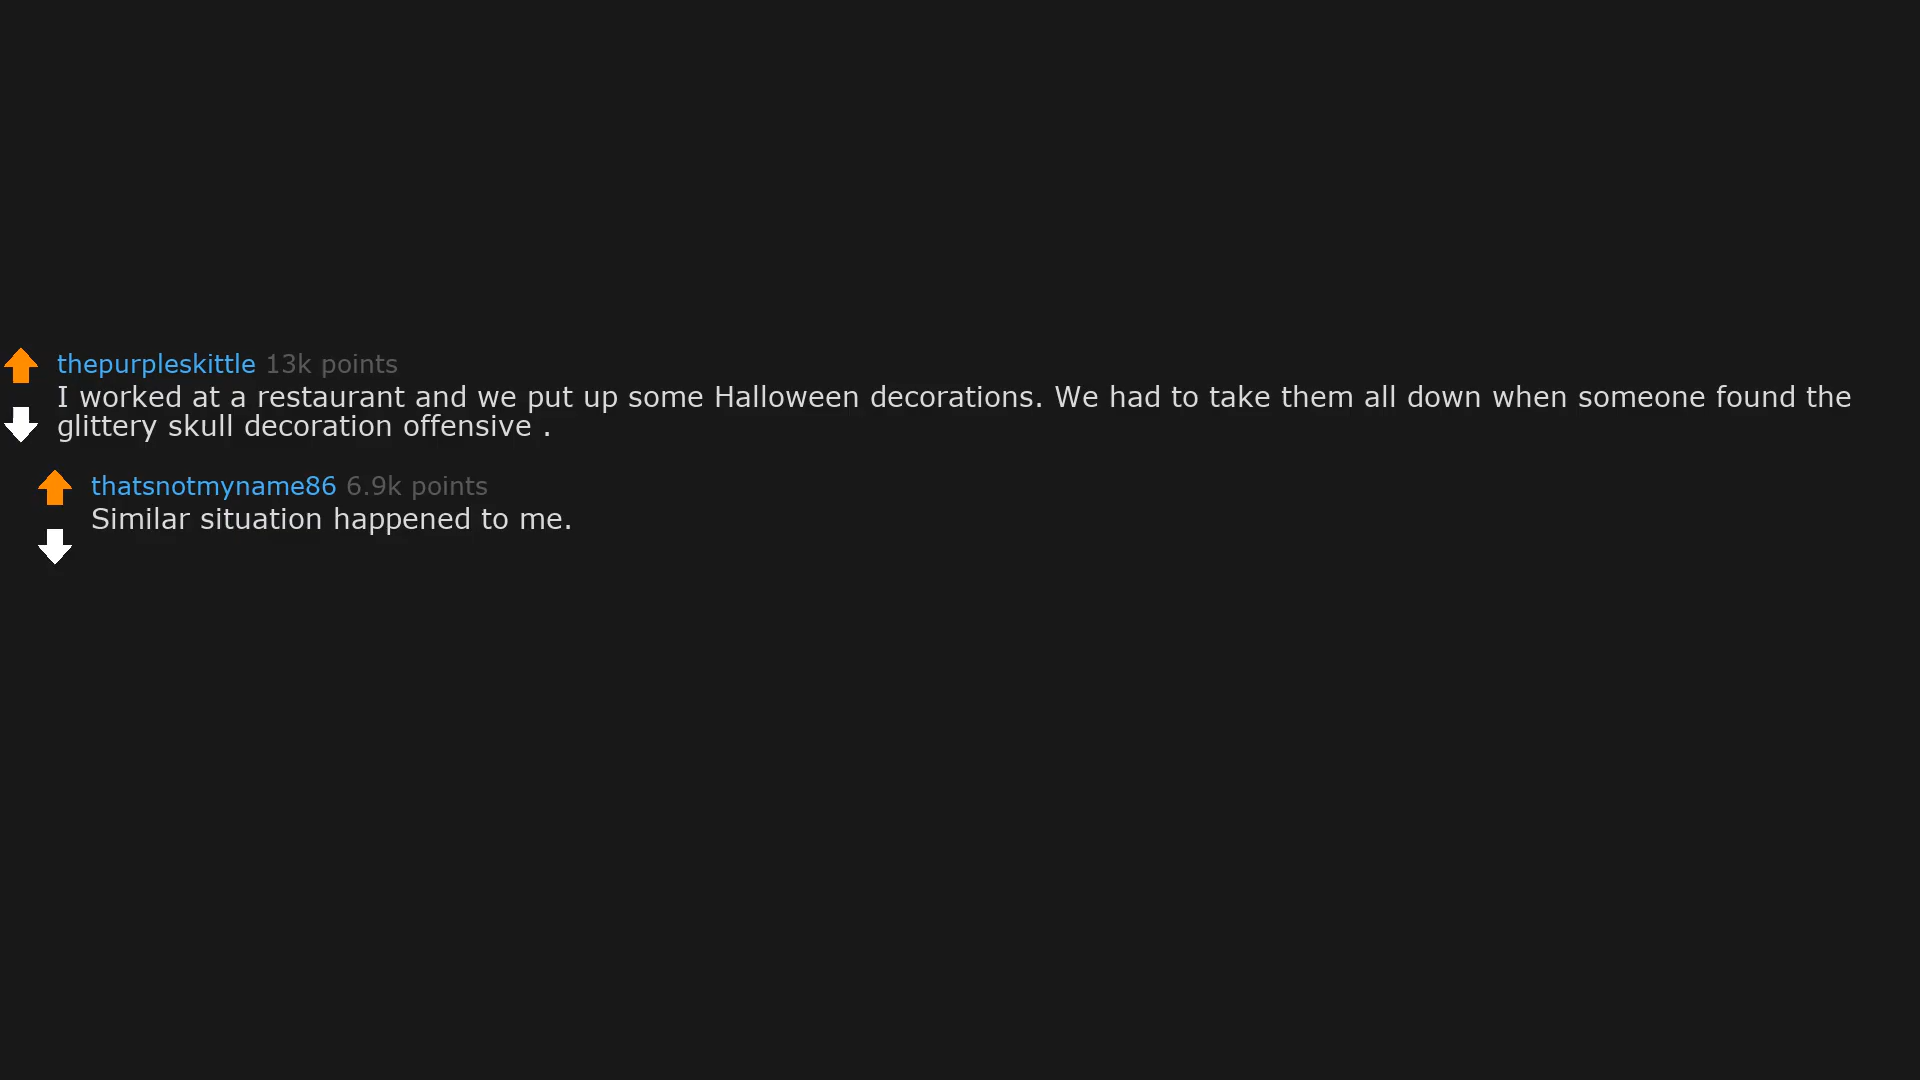 thepurpleskittle 13k points
I worked at a restaurant and we put up some Halloween decorations. We had to take them all down when someone found the
glittery skull decoration offensive .
thatsnotmyname86 6.9k points
Similar situation happened to me.